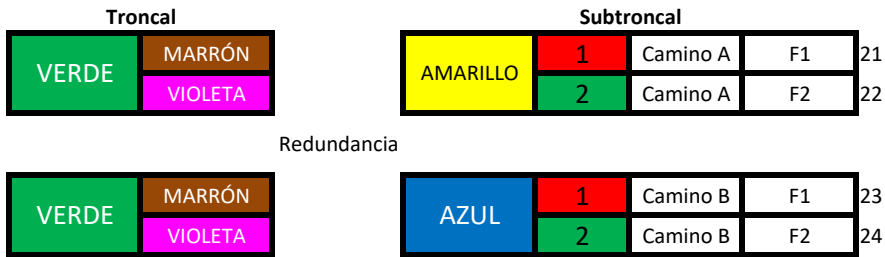 Troncal Subtroncal
VERDE MARRÓN AMARILLO 1 Camino A F1 21
VIOLETA 2 Camino A F2 22
Redundancia
VERDE MARRÓN AZUL 1 Camino B F1 23
VIOLETA 2 Camino B F2 24